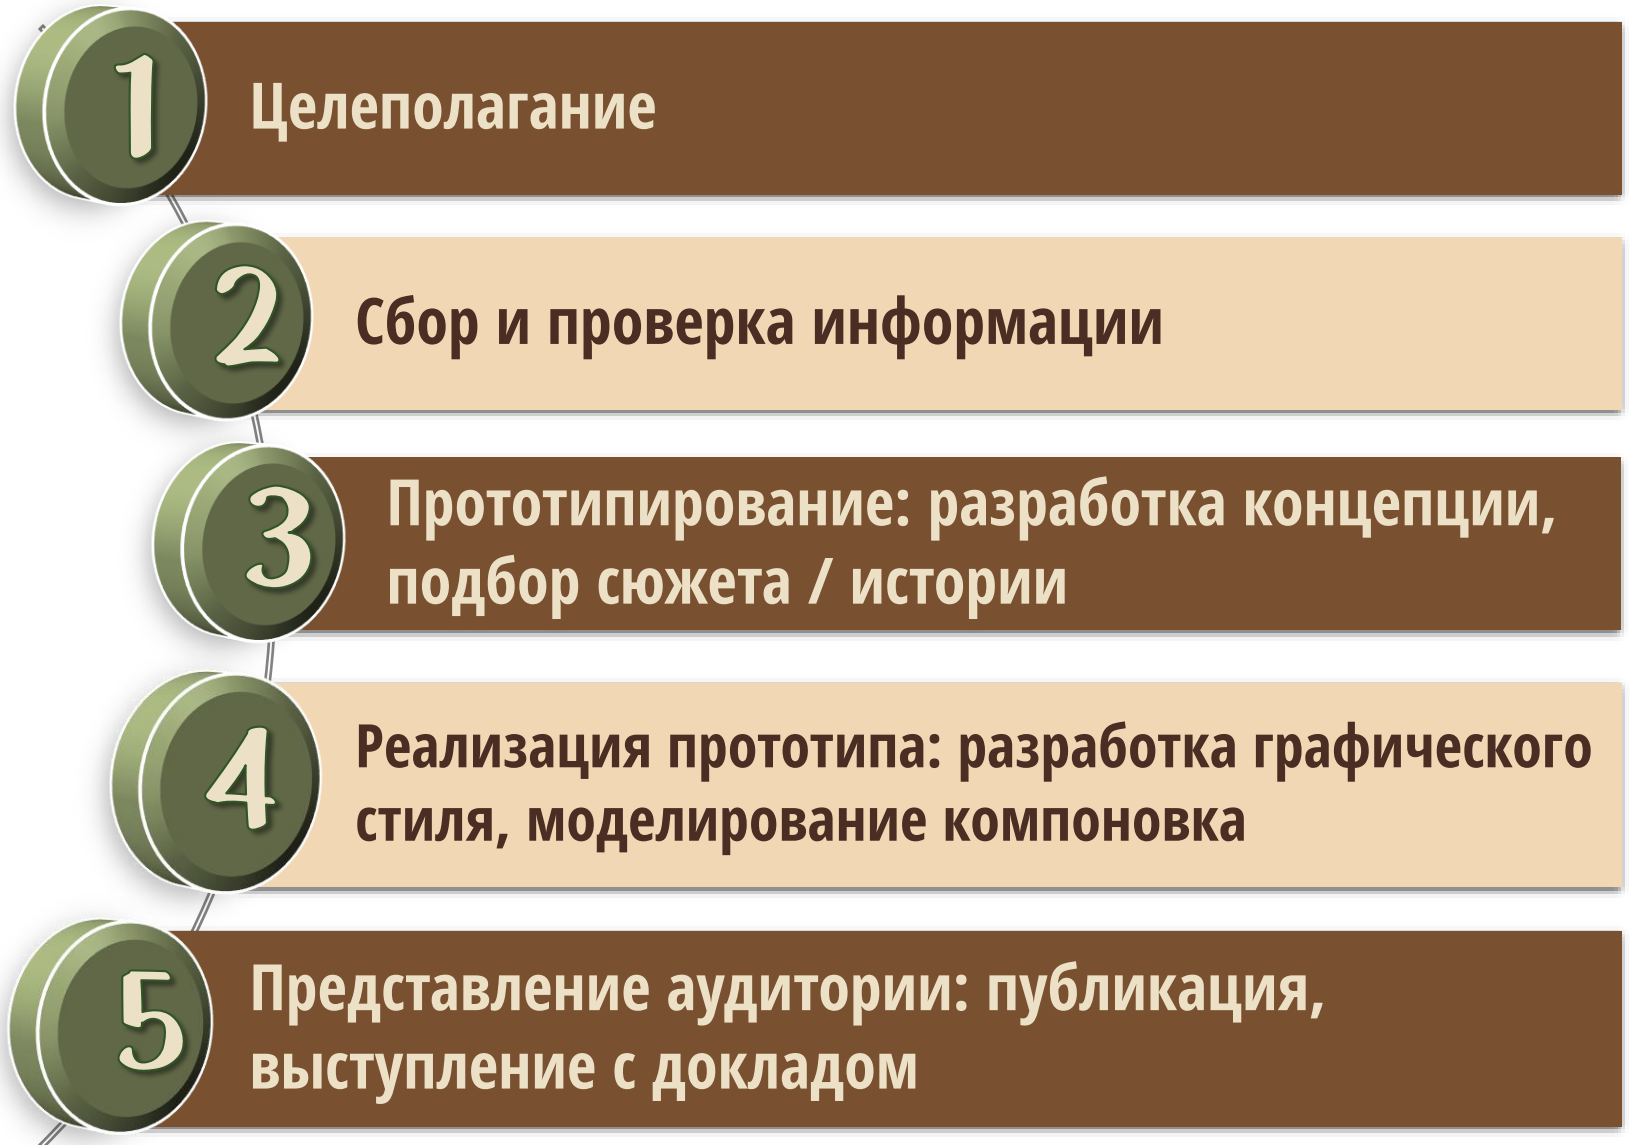 1
Целеполагание
2
Сбор и проверка информации
3
Прототипирование: разработка концепции,
подбор сюжета / истории
4
Реализация прототипа: разработка графического
стиля, моделирование компоновка
5
Представление аудитории: публикация,
выступление с докладом